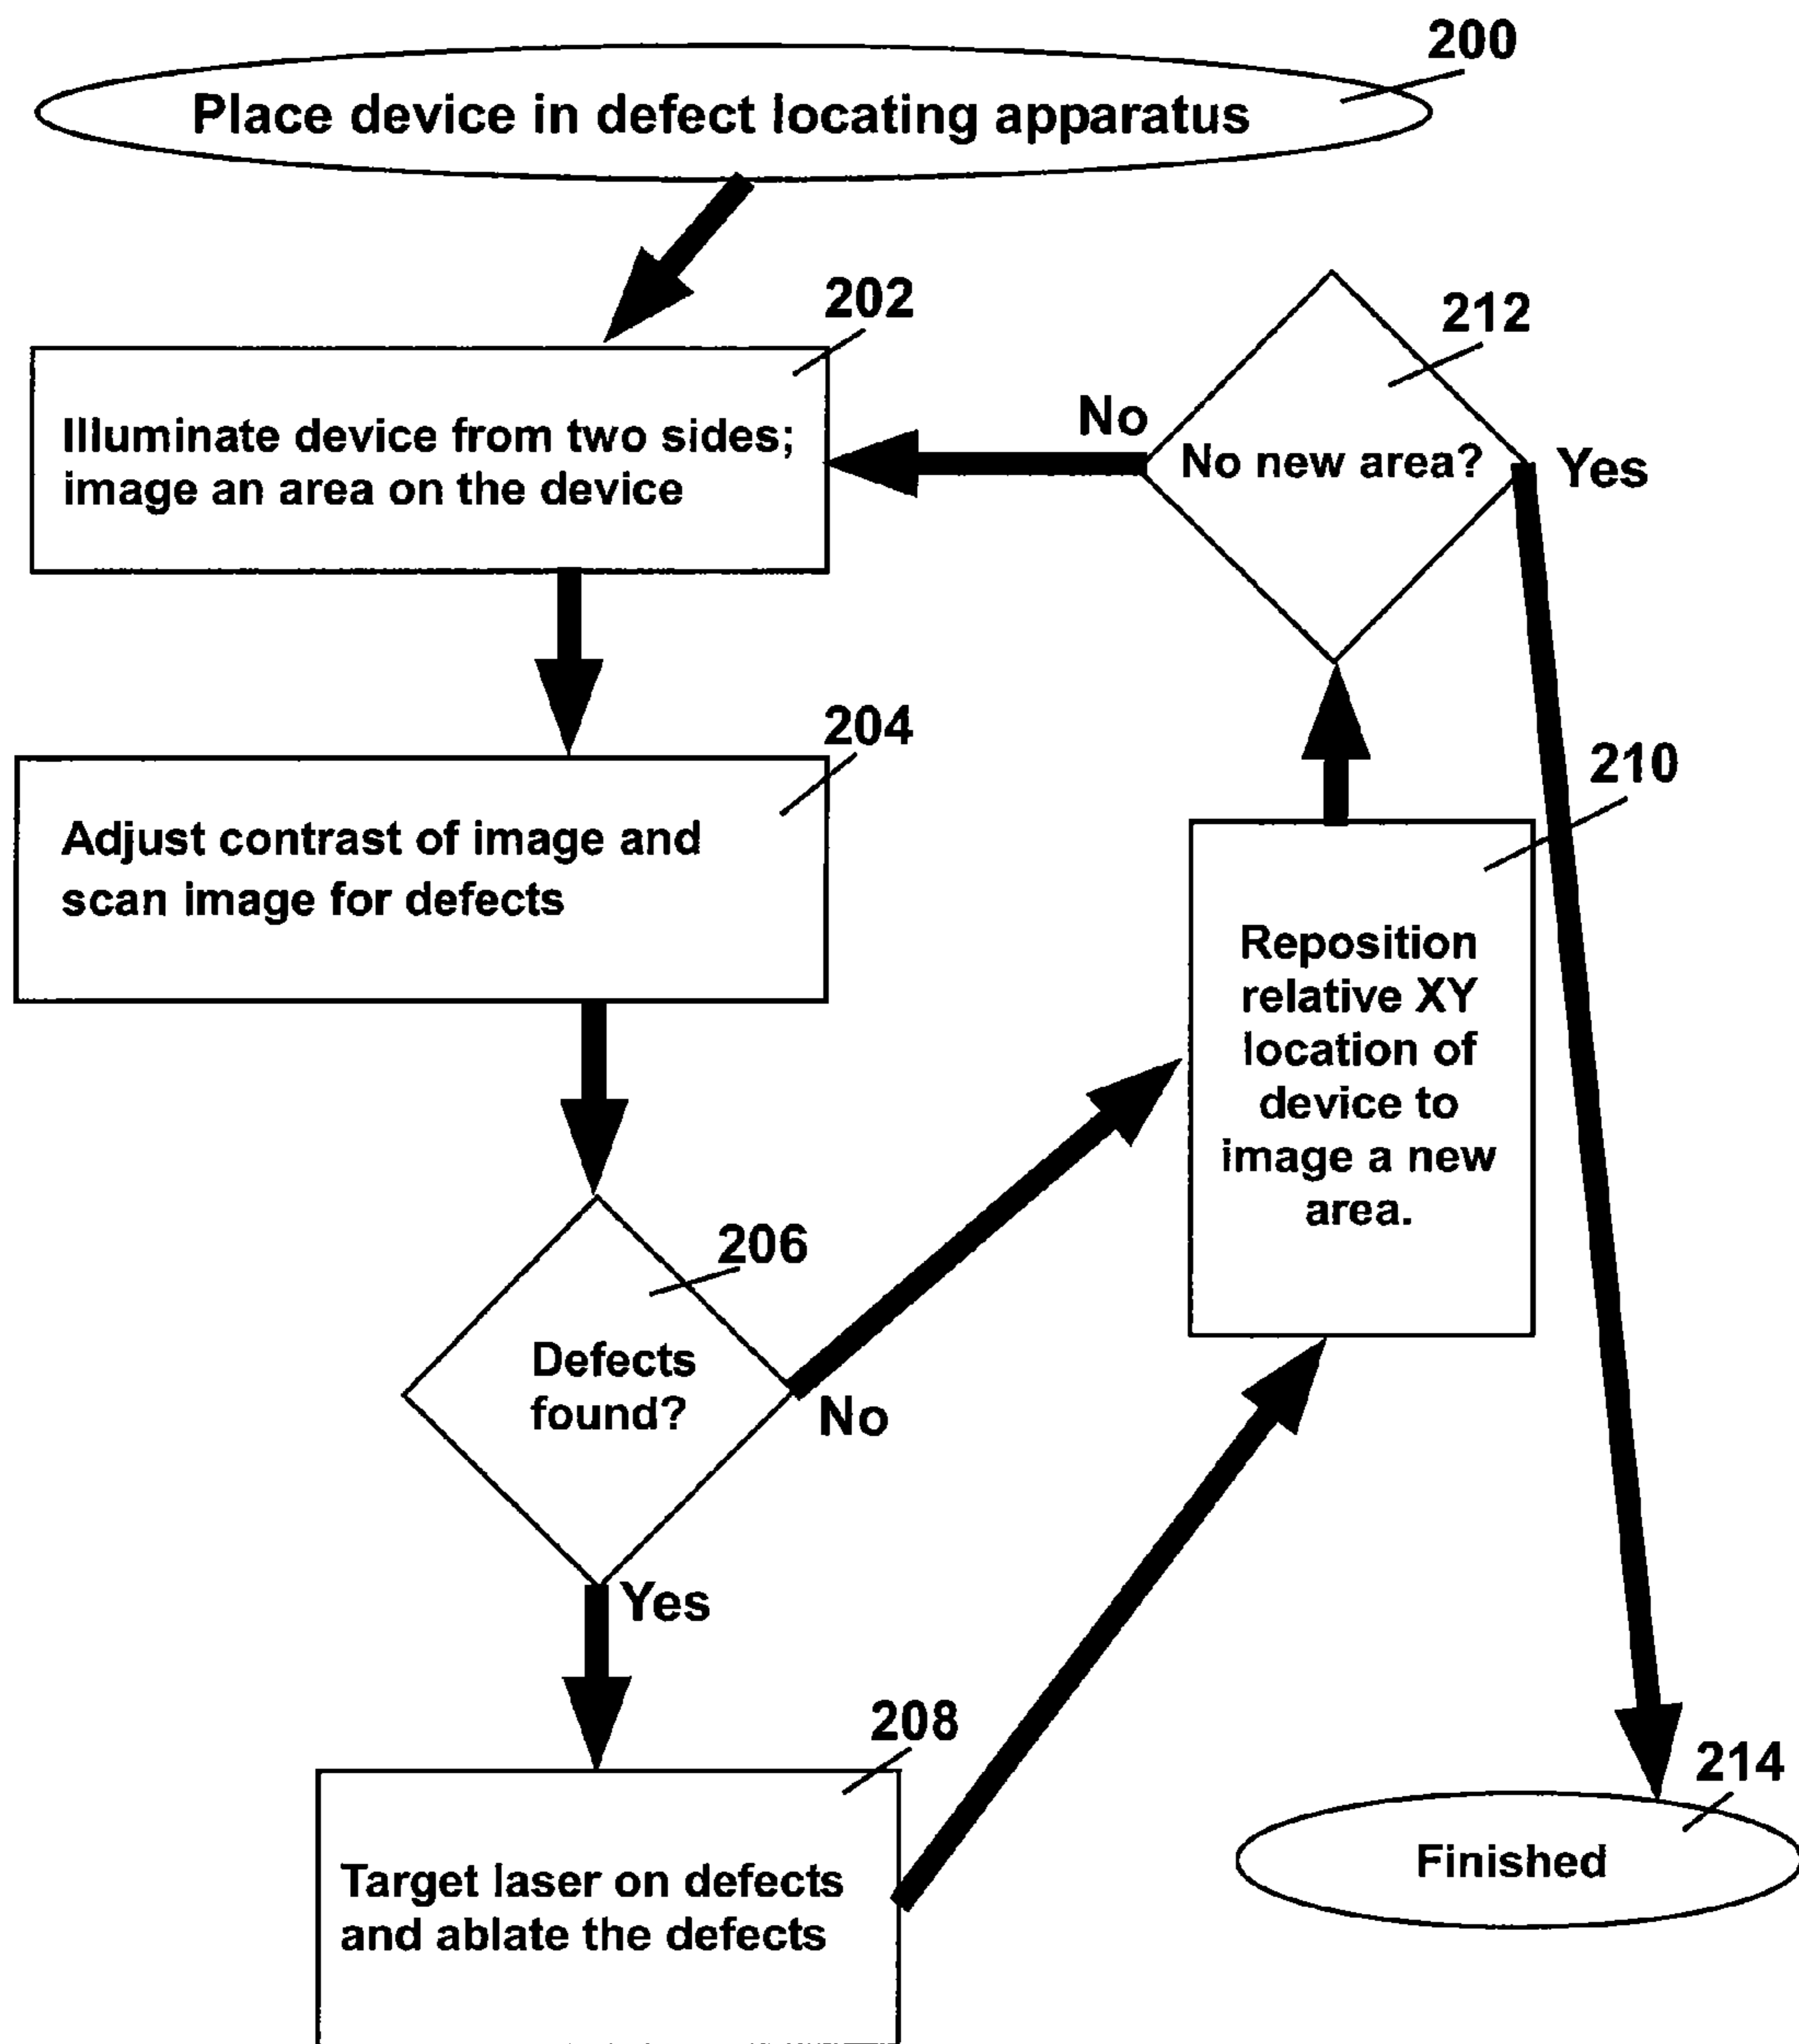 200
Place device in defect locating apparatus
202
Illuminate device from two sides;
image an area on the device
204
Adjust contrast of image and
scan image for defects
206
Defects
found?
No
Yes
208
Target laser on defects
and ablate the defects
210
Reposition
relative XY
location of
device to
image a new
area.
212
No new area?
No
Yes
214
Finished